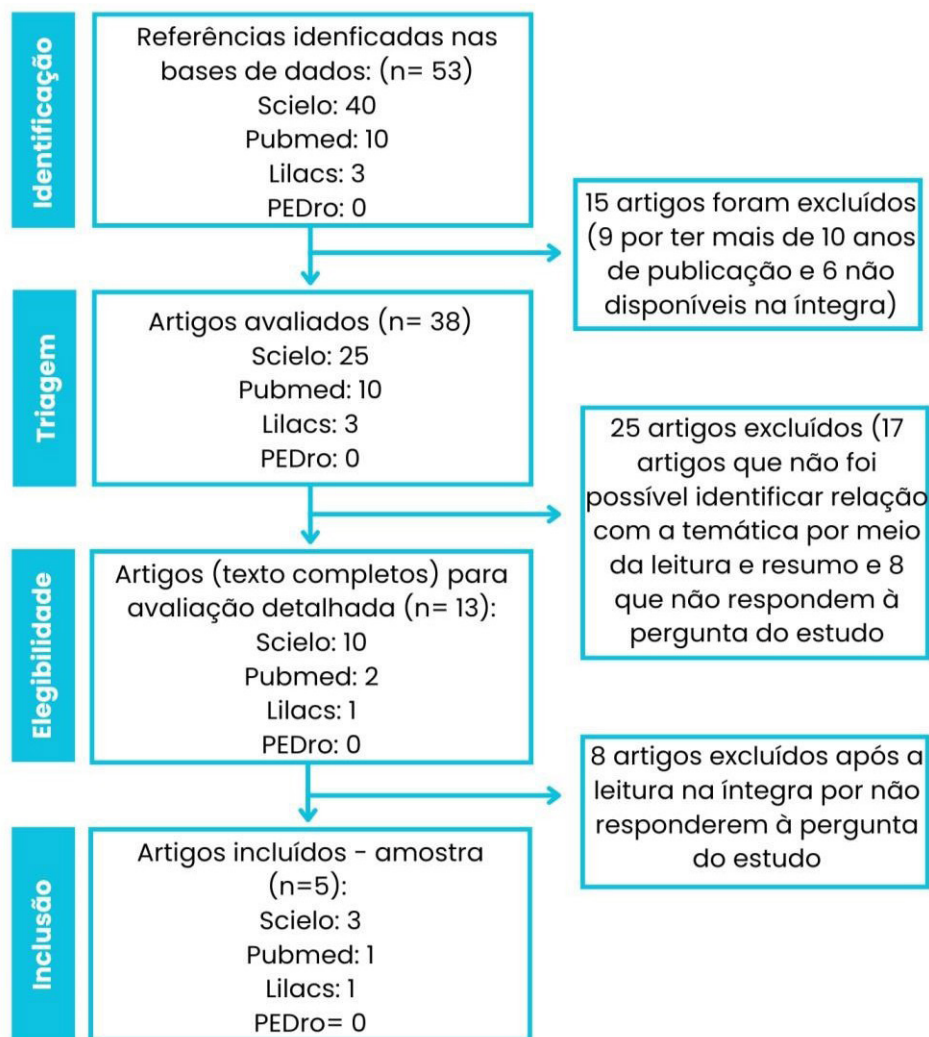 Identificação
Referências idenficadas nas
bases de dados: (n= 53)
Scielo: 40
Pubmed: 10
Lilacs: 3
PEDro: 0
15 artigos foram excluídos
(9 por ter mais de 10 anos
de publicação e 6 não
disponíveis na íntegra)
Triagem
Artigos avaliados (n= 38)
Scielo: 25
Pubmed: 10
Lilacs: 3
PEDro: 0
25 artigos excluídos (17
artigos que não foi
possível identificar relação
com a temática por meio
da leitura e resumo e 8
que não respondem à
pergunta do estudo
Elegibilidade
Artigos (texto completos) para
avaliação detalhada (n= 13):
Scielo: 10
Pubmed: 2
Lilacs: 1
PEDro: 0
8 artigos excluídos após a
leitura na íntegra por não
responderem à pergunta
do estudo
Inclusão
Artigos incluídos - amostra
(n=5):
Scielo: 3
Pubmed: 1
Lilacs: 1
PEDro= 0